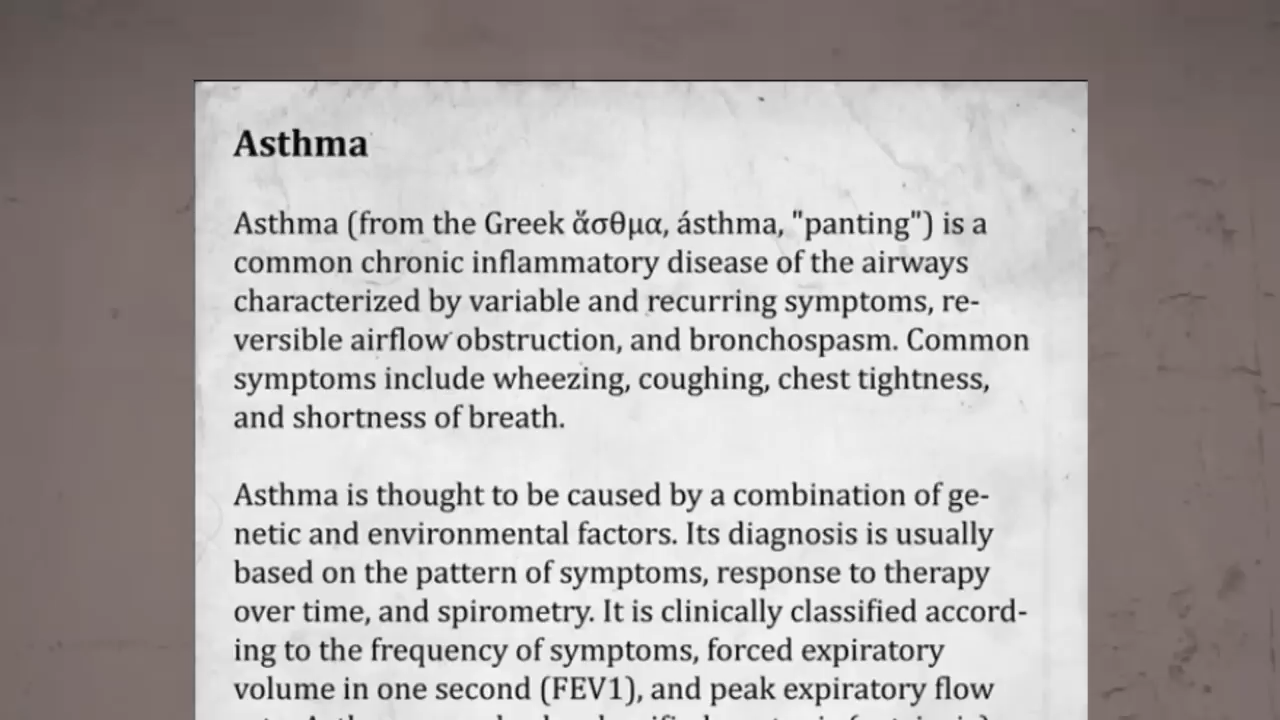 Asthma
Asthma (from the Greek ἄσθμα, ásthma, "panting") is a
common chronic inflammatory disease of the airways
characterized by variable and recurring symptoms, re-
versible airflow obstruction, and bronchospasm. Common
symptoms include wheezing, coughing, chest tightness,
and shortness of breath.
Asthma is thought to be caused by a combination of ge-
netic and environmental factors. Its diagnosis is usually
based on the pattern of symptoms, response to therapy
over time, and spirometry. It is clinically classified accord-
ing to the frequency of symptoms, forced expiratory
volume in one second (FEV1), and peak expiratory flow